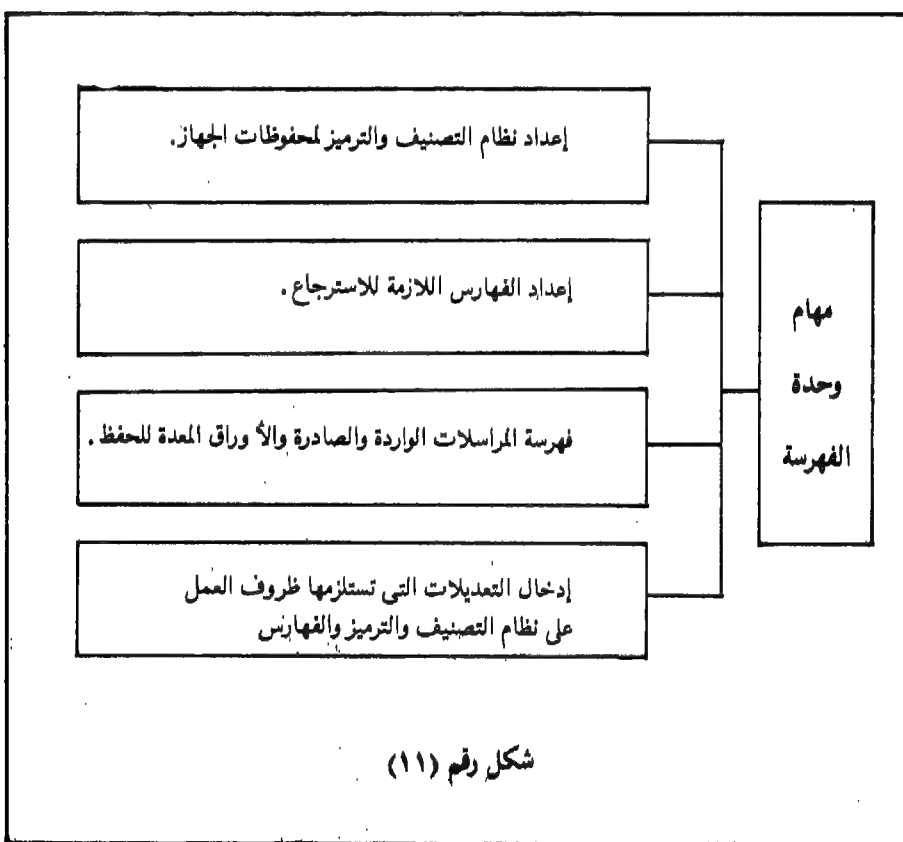 مهام
وحدة
الفهرسة
إعداد نظام التصنيف والترميز لمحفوظات الجهاز.
إعداد الفهارس اللازمة للاسترجاع.
فهرسة المراسلات الواردة والصادرة والأوراق المعدة للحفظ.
إدخال التعديلات التي تستلزمها ظروف العمل
على نظام التصنيف والترميز والفهارس
شكل رقم (١١)